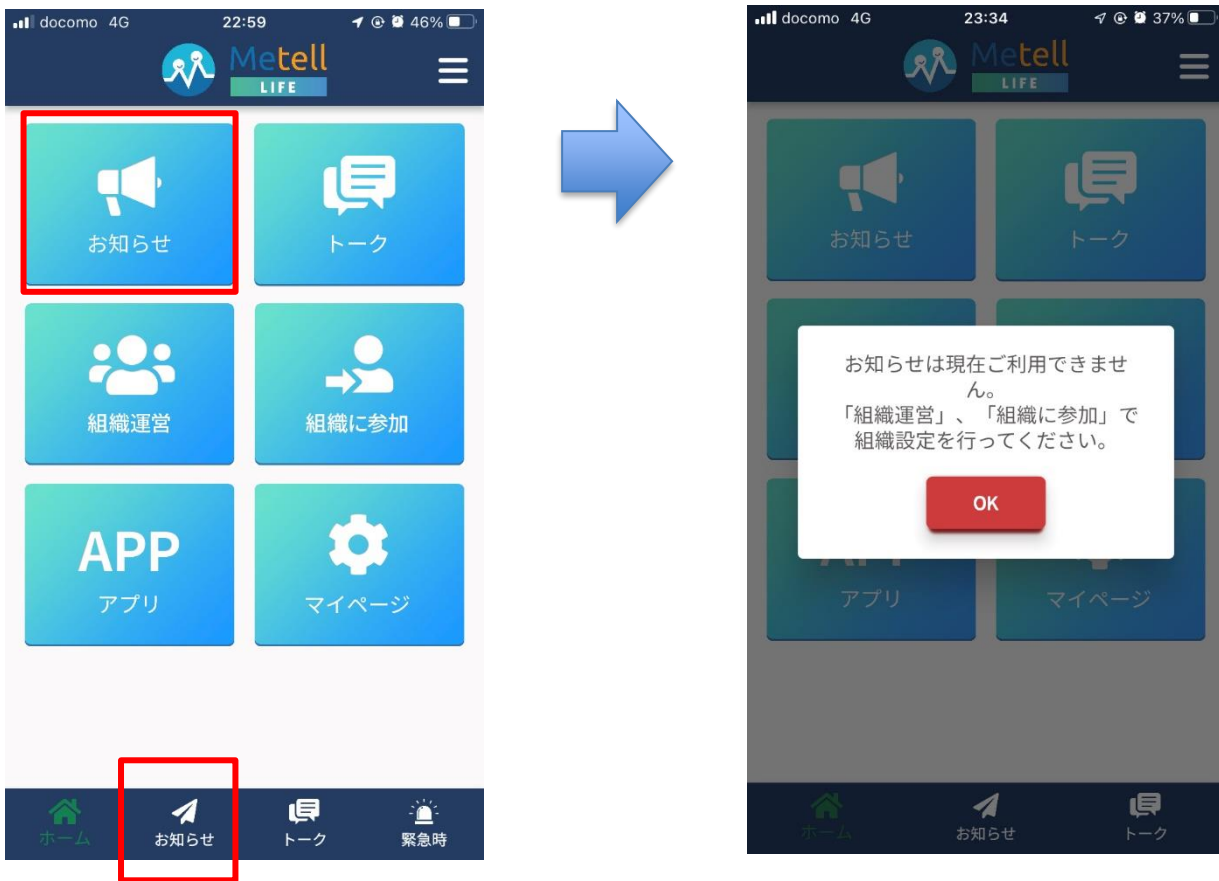 docomo 4G 22:59 46%
Metell
LIFE
お知らせ
トーク
組織運営
組織に参加
APP
アプリ
マイページ
ホーム
お知らせ
トーク
緊急時
docomo 4G 23:34 37%
Metell
LIFE
お知らせ
トーク
お知らせは現在ご利用できませ
ん。
「組織運営」、「組織に参加」で
組織設定を行ってください。
OK
アプリ
マイページ
ホーム
お知らせ
トーク